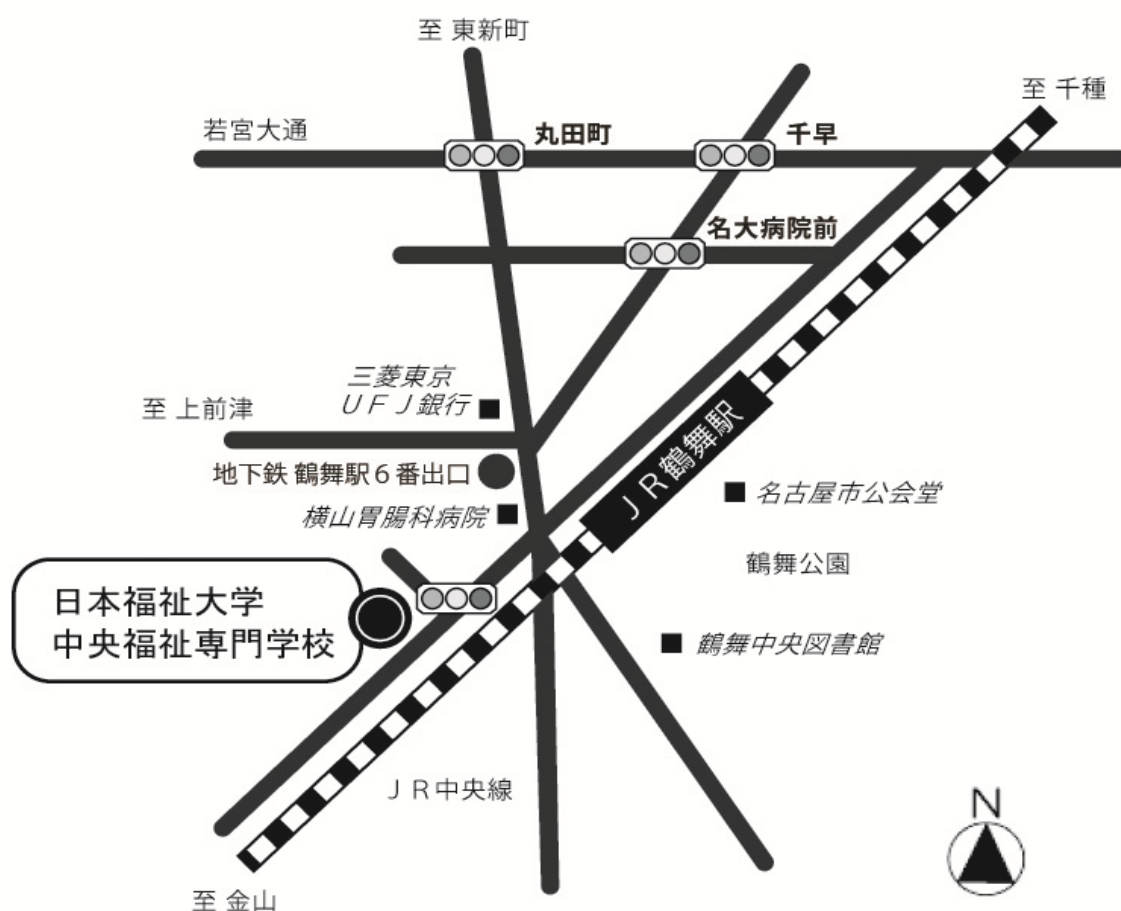 至 東新町
至 千種
若宮大通
丸田町
千早
名大病院前
三菱東京
ＵＦＪ銀行
至 上前津
地下鉄 鶴舞駅６番出口
横山胃腸科病院
ＪＲ鶴舞駅
名古屋市公会堂
鶴舞公園
日本福祉大学
中央福祉専門学校
鶴舞中央図書館
ＪＲ中央線
N
至 金山